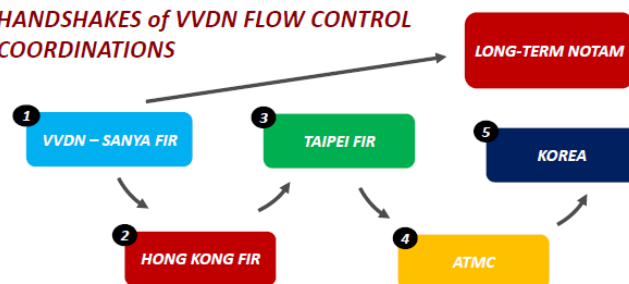 HANDSHAKES of VVDN FLOW CONTROL
COORDINATIONS
LONG-TERM NOTAM
1
VVDN – SANYA FIR
3
TAIPEI FIR
5
KOREA
2
HONG KONG FIR
4
ATMC